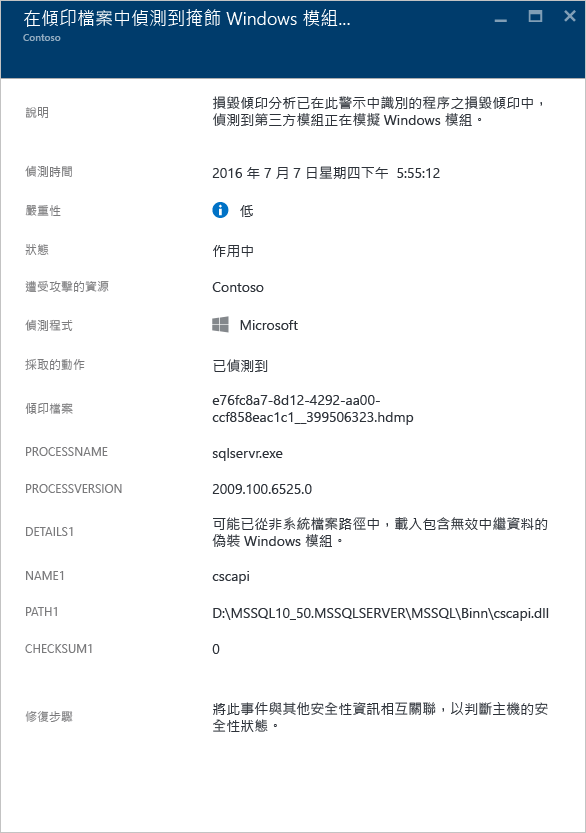 在傾印檔案中偵測到掩飾 Windows 模組...
Contoso
說明
損毀傾印分析已在此警示中識別的程序之損毀傾印中，
偵測到第三方模組正在模擬 Windows 模組。
偵測時間
2016 年 7 月 7 日星期四下午 5:55:12
嚴重性
低
狀態
作用中
遭受攻擊的資源
Contoso
偵測程式
Microsoft
採取的動作
已偵測到
傾印檔案
e76fc8a7-8d12-4292-aa00-
ccf858eac1c1__399506323.hdmp
PROCESSNAME
sqlservr.exe
PROCESSVERSION
2009.100.6525.0
DETAILS1
可能已從非系統檔案路徑中，載入包含無效中繼資料的
偽裝 Windows 模組。
NAME1
cscapi
PATH1
D:\MSSQL10_50.MSSQLSERVER\MSSQL\Binn\cscapi.dll
CHECKSUM1
0
修復步驟
將此事件與其他安全性資訊相互關聯，以判斷主機的安
全性狀態。